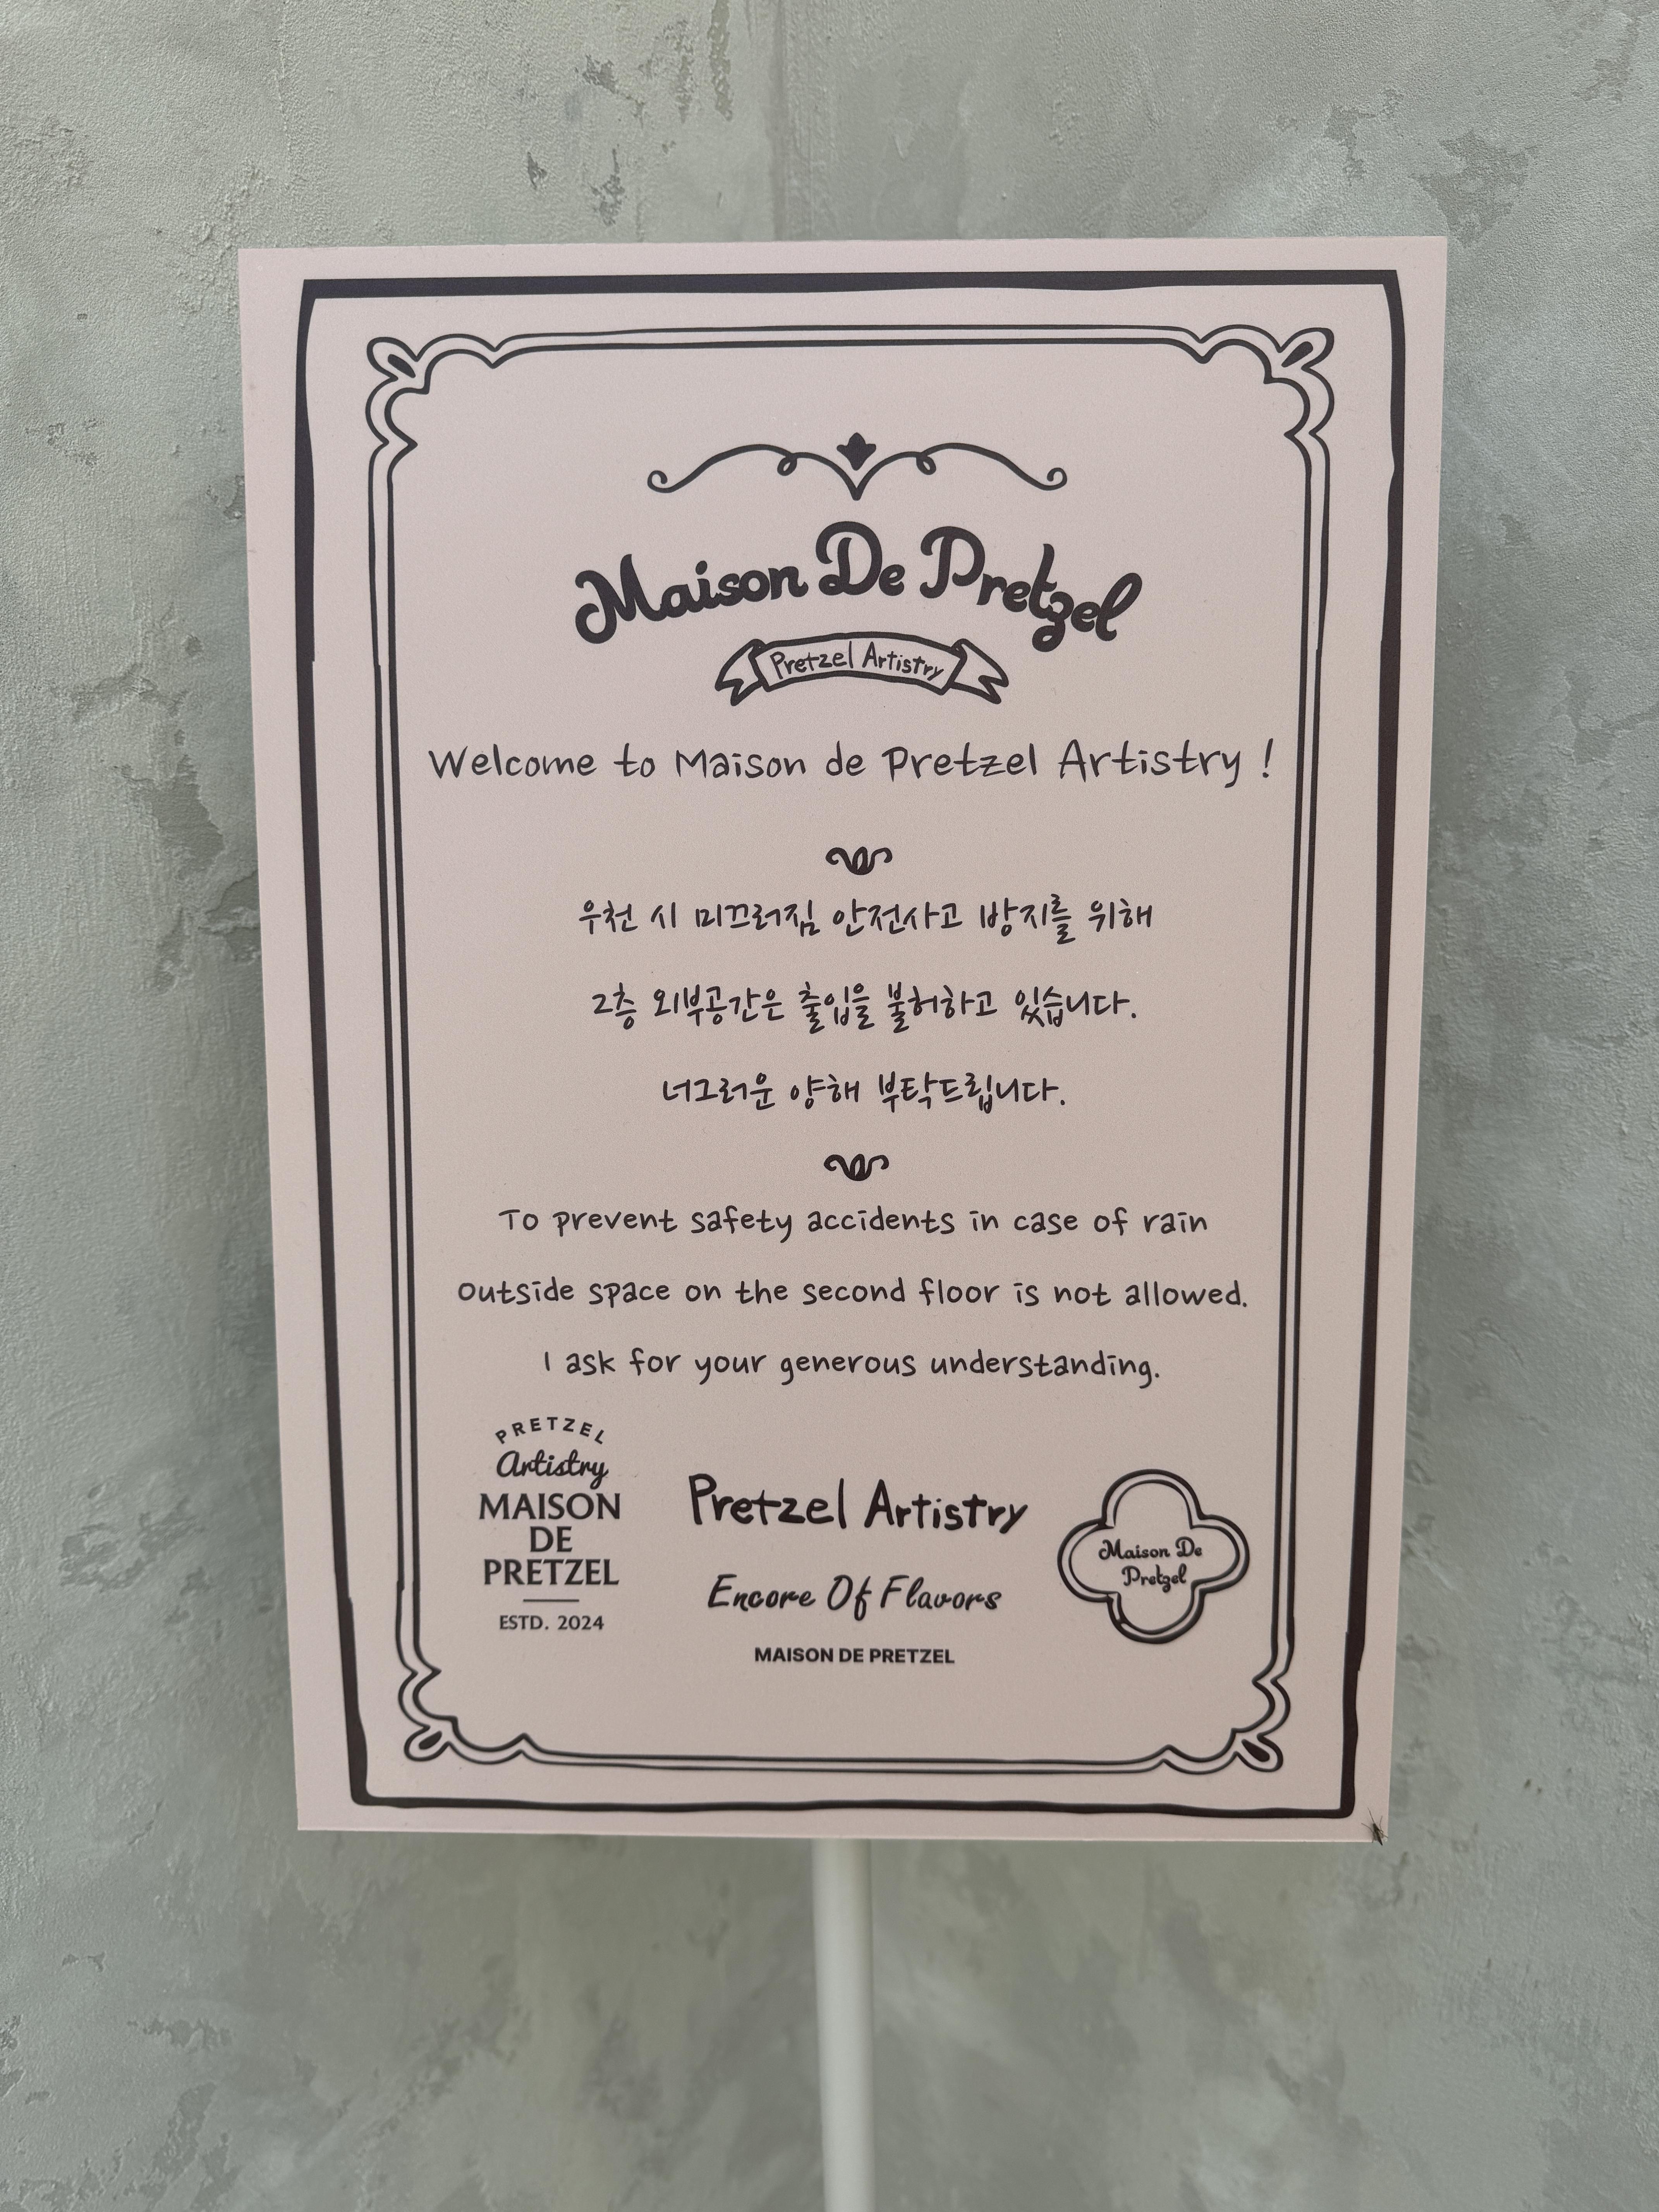 Maison De Pretzel
Pretzel Artistry
Welcome to Maison de Pretzel Artistry !
우천 시 미끄러짐 안전사고 방지를 위해
2층 외부공간은 출입을 불허하고 있습니다.
너그러운 양해 부탁드립니다.
To prevent safety accidents in case of rain
outside space on the second floor is not allowed.
I ask for your generous understanding.
PRETZEL
Artistry
MAISON
DE
PRETZEL
ESTD. 2024
Pretzel Artistry
Encore Of Flavors
MAISON DE PRETZEL
Maison De
Pretzel